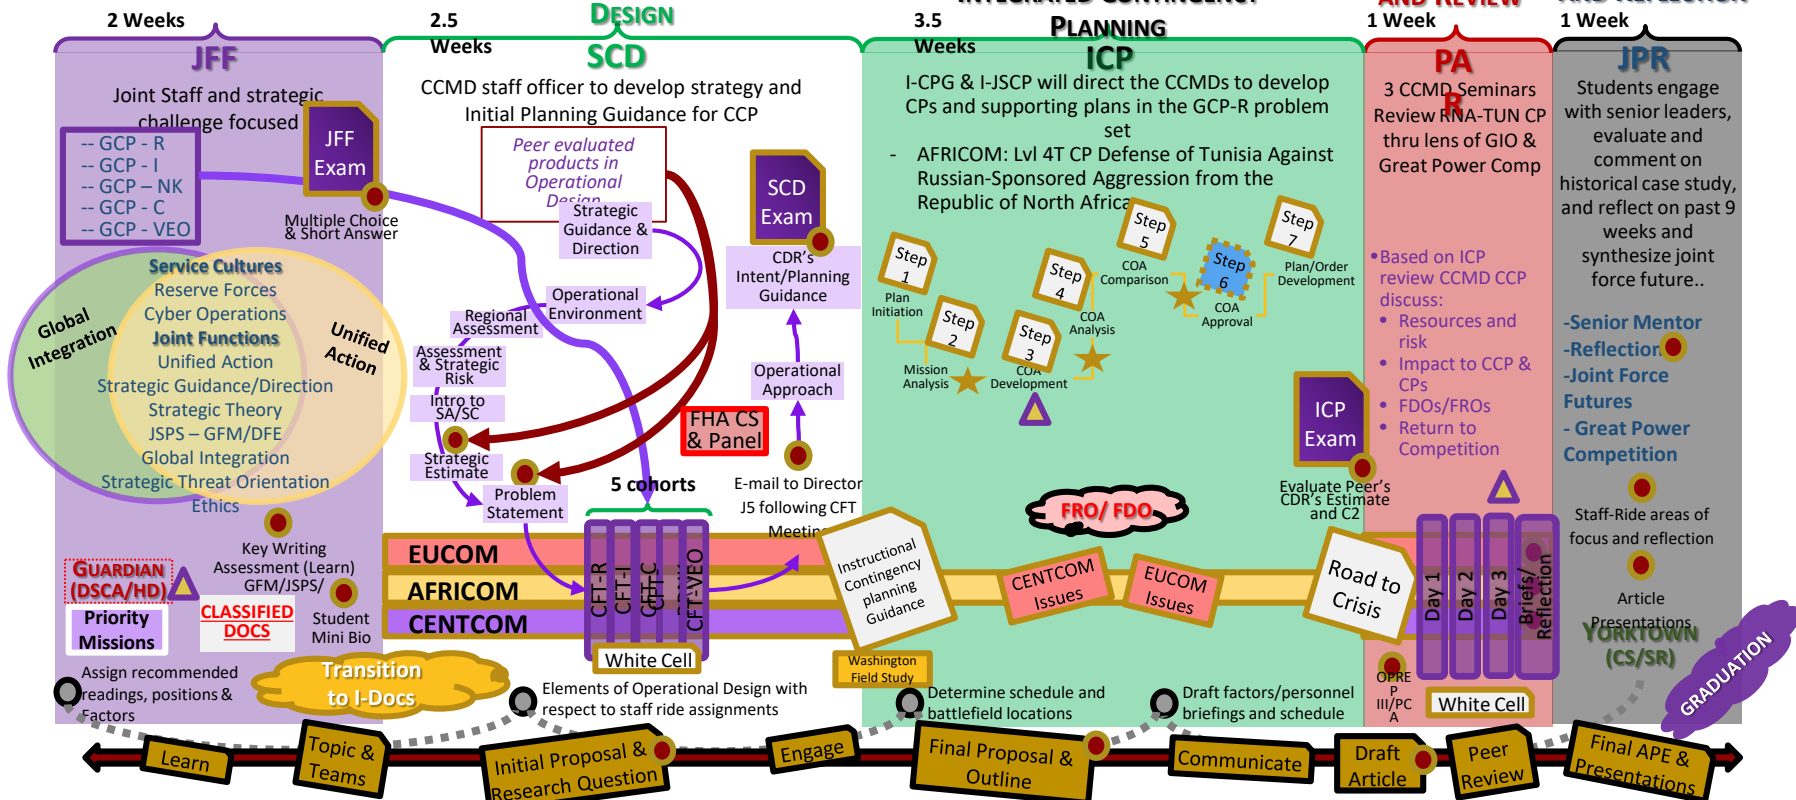 2 Weeks
JFF
Joint Staff and strategic
challenge focused
-- GCP - R
-- GCP - I
-- GCP – NK
-- GCP - C
-- GCP - VEO
JFF
Exam
Multiple Choice
& Short Answer
Global
Integration
Unified
Action
Service Cultures
Reserve Forces
Cyber Operations
Joint Functions
Unified Action
Strategic Guidance/Direction
Strategic Theory
JSPS – GFM/DFE
Global Integration
Strategic Threat Orientation
Ethics
Key Writing
Assessment (Learn)
GFM/JSPS/
GUARDIAN
(DSCA/HD)
Priority
Missions
CLASSIFIED
DOCS
Student
Mini Bio
Assign recommended
readings, positions &
Factors
Transition
to I-Docs
2.5
Weeks
DESIGN
SCD
CCMD staff officer to develop strategy and
Initial Planning Guidance for CCP
Peer evaluated
products in
Operational
Design
Strategic
Guidance &
Direction
Operational
Environment
Regional
Assessment
Assessment
& Strategic
Risk
Intro to
SA/SC
Strategic
Estimate
Problem
Statement
SCD
Exam
CDR's
Intent/Planning
Guidance
Operational
Approach
FHA CS
& Panel
E-mail to Director
J5 following CFT
Meeting
5 cohorts
EUCOM
AFRICOM
CENTCOM
CFT-R
CFT-I
CFT-C
CFT-VEO
White Cell
Elements of Operational Design with
respect to staff ride assignments
3.5
Weeks
INTEGRATED CONTINGENCY
PLANNING
ICP
I-CPG & I-JSCP will direct the CCMDs to develop
CPs and supporting plans in the GCP-R problem
set
- AFRICOM: Lvl 4T CP Defense of Tunisia Against
Russian-Sponsored Aggression from the
Republic of North Africa
Step
1
Plan
Initiation
Step
2
Mission
Analysis
Step
3
COA
Development
Step
4
COA
Analysis
Step
5
COA
Comparison
Step
6
COA
Approval
Step
7
Plan/Order
Development
ICP
Exam
Evaluate Peer's
CDR's Estimate
and C2
FRO/ FDO
Instructional
Contingency
planning
Guidance
CENTCOM
Issues
EUCOM
Issues
Road to
Crisis
Washington
Field Study
Determine schedule and
battlefield locations
Draft factors/personnel
briefings and schedule
AND REVIEW
1 Week
PA
R
3 CCMD Seminars
Review RNA-TUN CP
thru lens of GIO &
Great Power Comp
•Based on ICP
review CCMD CCP
discuss:
• Resources and
risk
• Impact to CCP &
CPs
• FDOs/FROs
• Return to
Competition
Day 1
Day 2
Day 3
Briefs/
Reflection
OPRE
P
III/PC
A
White Cell
AND REFLECTION
1 Week
JPR
Students engage
with senior leaders,
evaluate and
comment on
historical case study,
and reflect on past 9
weeks and
synthesize joint
force future..
-Senior Mentor
-Reflection
-Joint Force
Futures
- Great Power
Competition
Staff-Ride areas of
focus and reflection
Article
Presentations
YORKTOWN
(CS/SR)
GRADUATION
Learn
Topic &
Teams
Initial Proposal &
Research Question
Engage
Final Proposal &
Outline
Communicate
Draft
Article
Peer
Review
Final APE &
Presentations